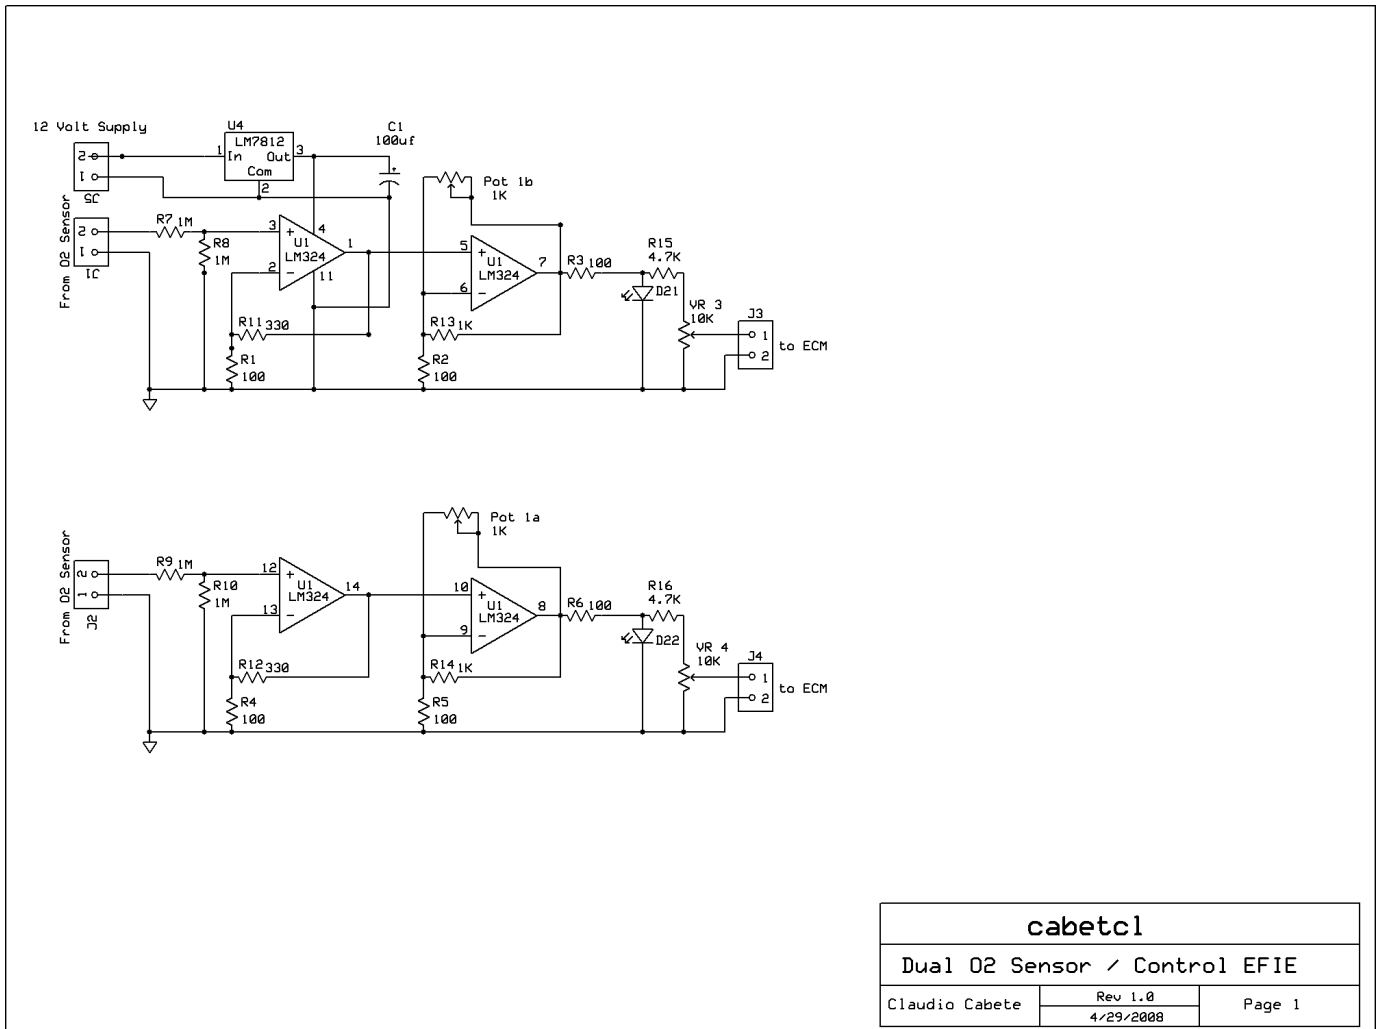 12 Volt Supply
U4
LM7812
1 In Out 3
Com
2
C1
100uf
+
2
1
J5
From O2 Sensor
2
1
J1
R7 1M
R8
1M
3 +
4
U1
LM324
1
2 −
11
R11 330
R1
100
Pot 1b
1K
5 +
U1
LM324
7
6 −
R13 1K
R2
100
R3 100
R15
4.7K
D21
VR 3
10K
J3
1
2
to ECM
From O2 Sensor
2
1
J2
R9 1M
R10
1M
12 +
U1
LM324
14
13 −
R12 330
R4
100
Pot 1a
1K
10 +
U1
LM324
8
9 −
R14 1K
R5
100
R6 100
R16
4.7K
D22
VR 4
10K
J4
1
2
to ECM
cabetcl
Dual O2 Sensor / Control EFIE
Claudio Cabete
Rev 1.0
4/29/2008
Page 1